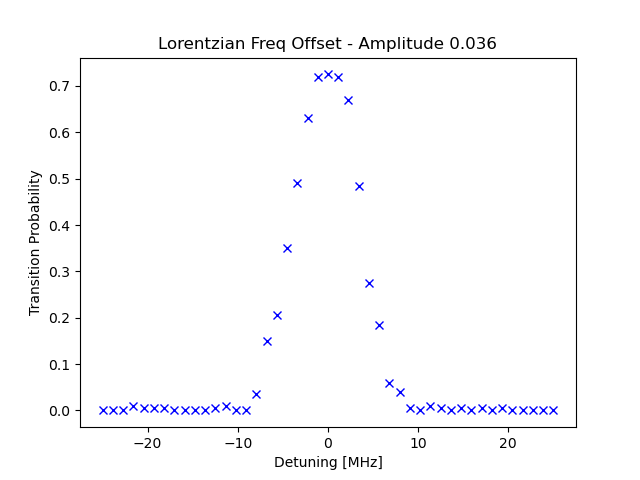 Lorentzian Freq Offset - Amplitude 0.036
0.7
0.6
0.5
0.4
0.3
0.2
0.1
0.0
Transition Probability
−20 −10 0 10 20
Detuning [MHz]